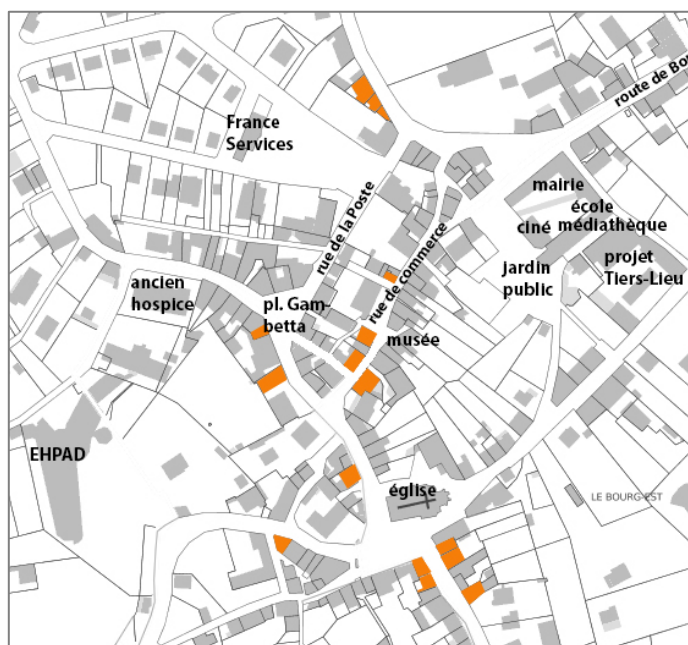 route de Bor
France
Services
rue de la Poste
mairie
école
ciné
médiathèque
rue de commerce
jardin
public
projet
Tiers-Lieu
ancien
hospice
pl. Gam-
betta
musée
EHPAD
église
LE BOURG-EST